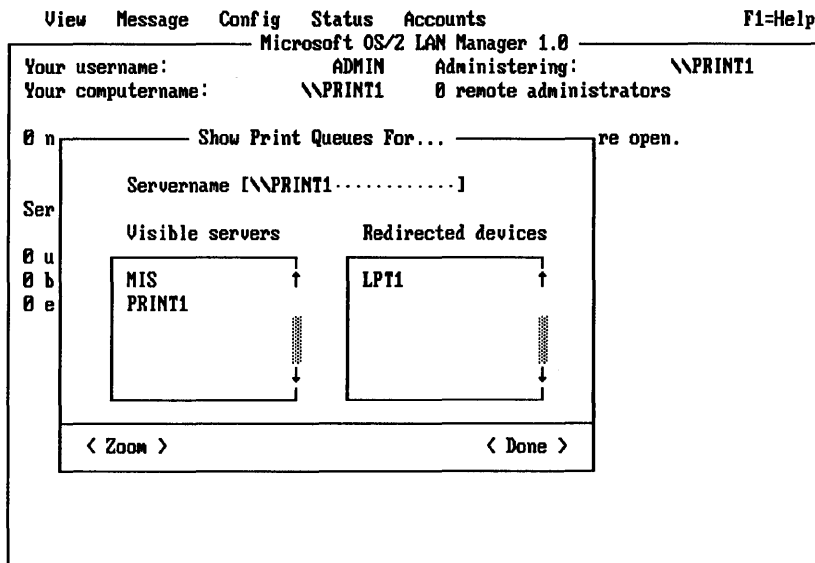 View Message Config Status Accounts F1=Help
Microsoft OS/2 LAN Manager 1.0
Your username: ADMIN Administering: \\PRINT1
Your computername: \\PRINT1 0 remote administrators
0 n re open.
Show Print Queues For...
Servername [\\PRINT1············]
Ser
Visible servers Redirected devices
0 u
0 b MIS LPT1
0 e PRINT1
< Zoom > < Done >